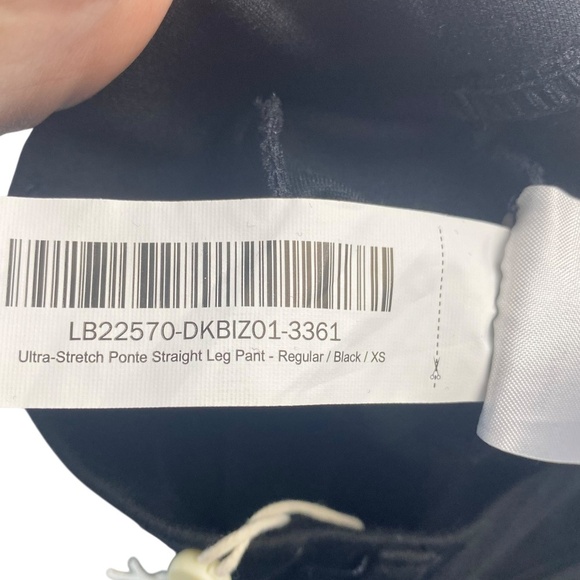 LB22570-DKBIZ01-3361
Ultra-Stretch Ponte Straight Leg Pant - Regular / Black / XS